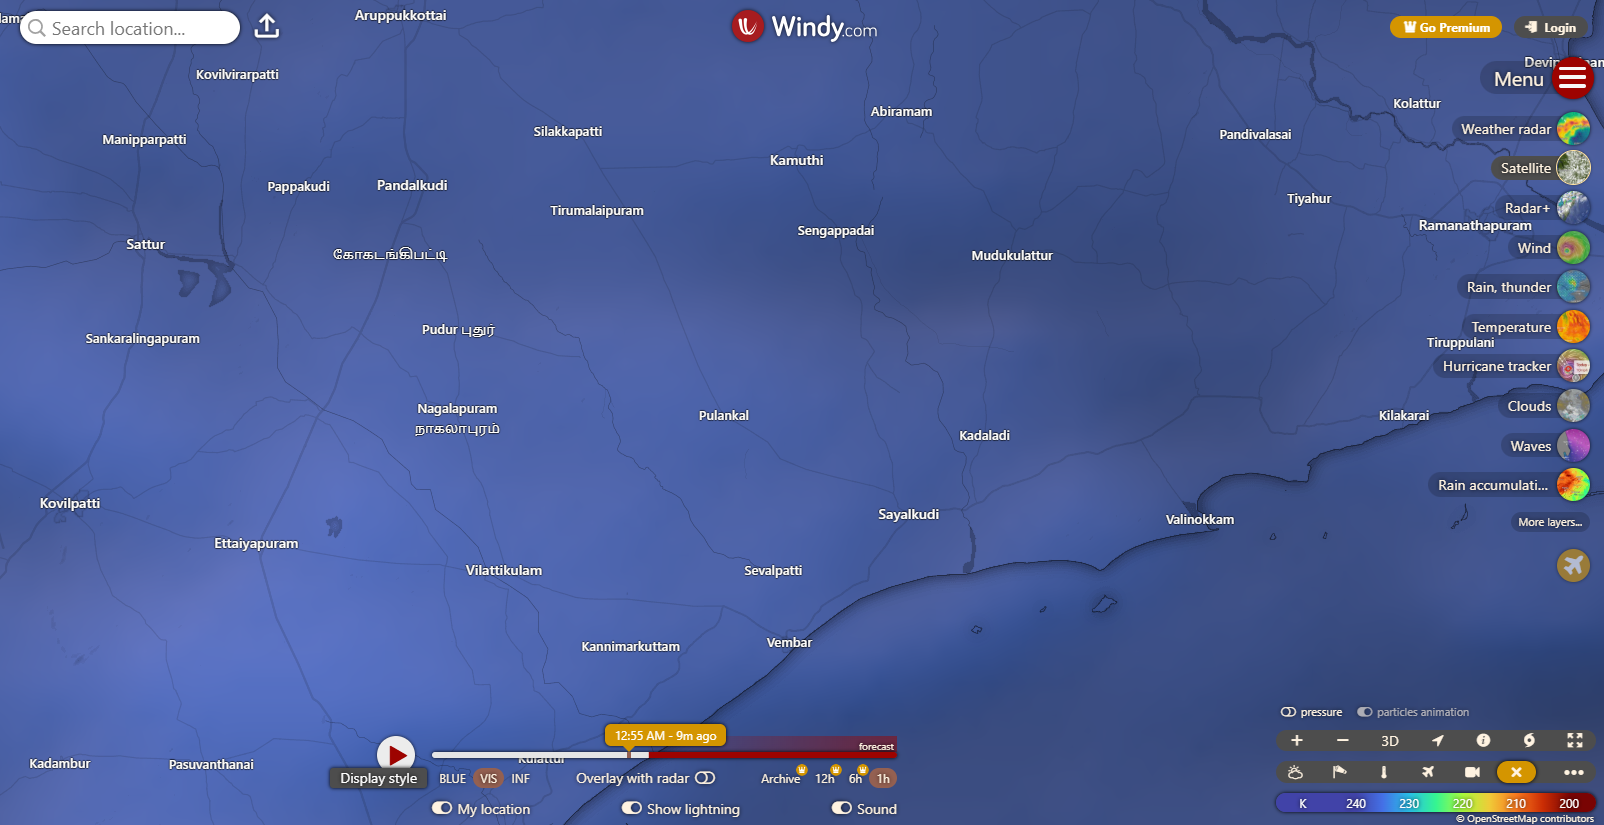 Search location...
Aruppukkottai
Windy.com
Go Premium
Login
Kovilvirarpatti
Menu
Abiramam
Kolattur
Manipparpatti
Silakkapatti
Pandivalasai
Weather radar
Kamuthi
Satellite
Pappakudi
Pandalkudi
Tirumalaipuram
Tiyahur
Radar+
Sengappadai
Ramanathapuram
Sattur
கோகடங்கிபட்டி
Mudukulattur
Wind
Rain, thunder
Sankaralingapuram
Pudur புதூர்
Temperature
Tiruppulani
Hurricane tracker
Nagalapuram
நாகலாபுரம்
Pulankal
Kadaladi
Kilakarai
Clouds
Waves
Rain accumulati...
Kovilpatti
Sayalkudi
Valinokkam
More layers...
Ettaiyapuram
Vilattikulam
Sevalpatti
Kannimarkuttam
Vembar
pressure
particles animation
12:55 AM - 9m ago
forecast
3D
Kadambur
Pasuvanthanai
Display style
BLUE
VIS
INF
Overlay with radar
Archive
12h
6h
1h
My location
Show lightning
Sound
K 240 230 220 210 200
© OpenStreetMap contributors